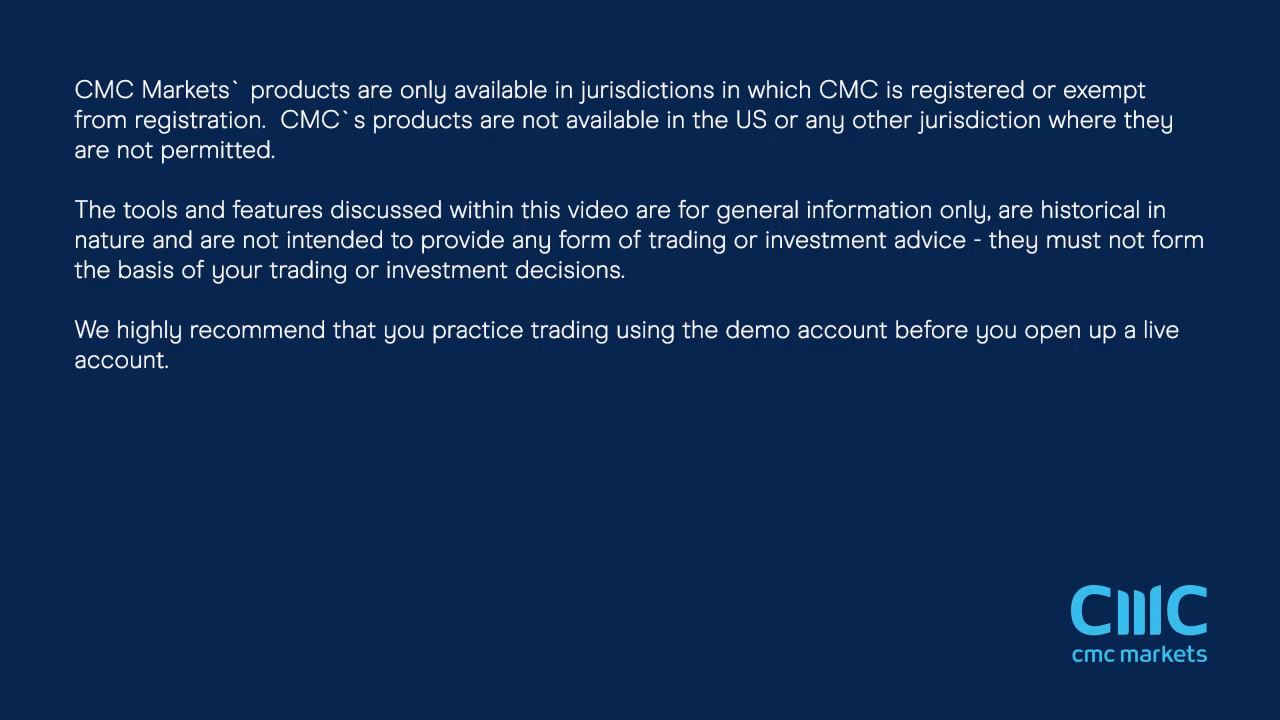 CMC Markets` products are only available in jurisdictions in which CMC is registered or exempt
from registration.  CMC`s products are not available in the US or any other jurisdiction where they
are not permitted.
The tools and features discussed within this video are for general information only, are historical in
nature and are not intended to provide any form of trading or investment advice - they must not form
the basis of your trading or investment decisions.
We highly recommend that you practice trading using the demo account before you open up a live
account.
CMC
cmc markets